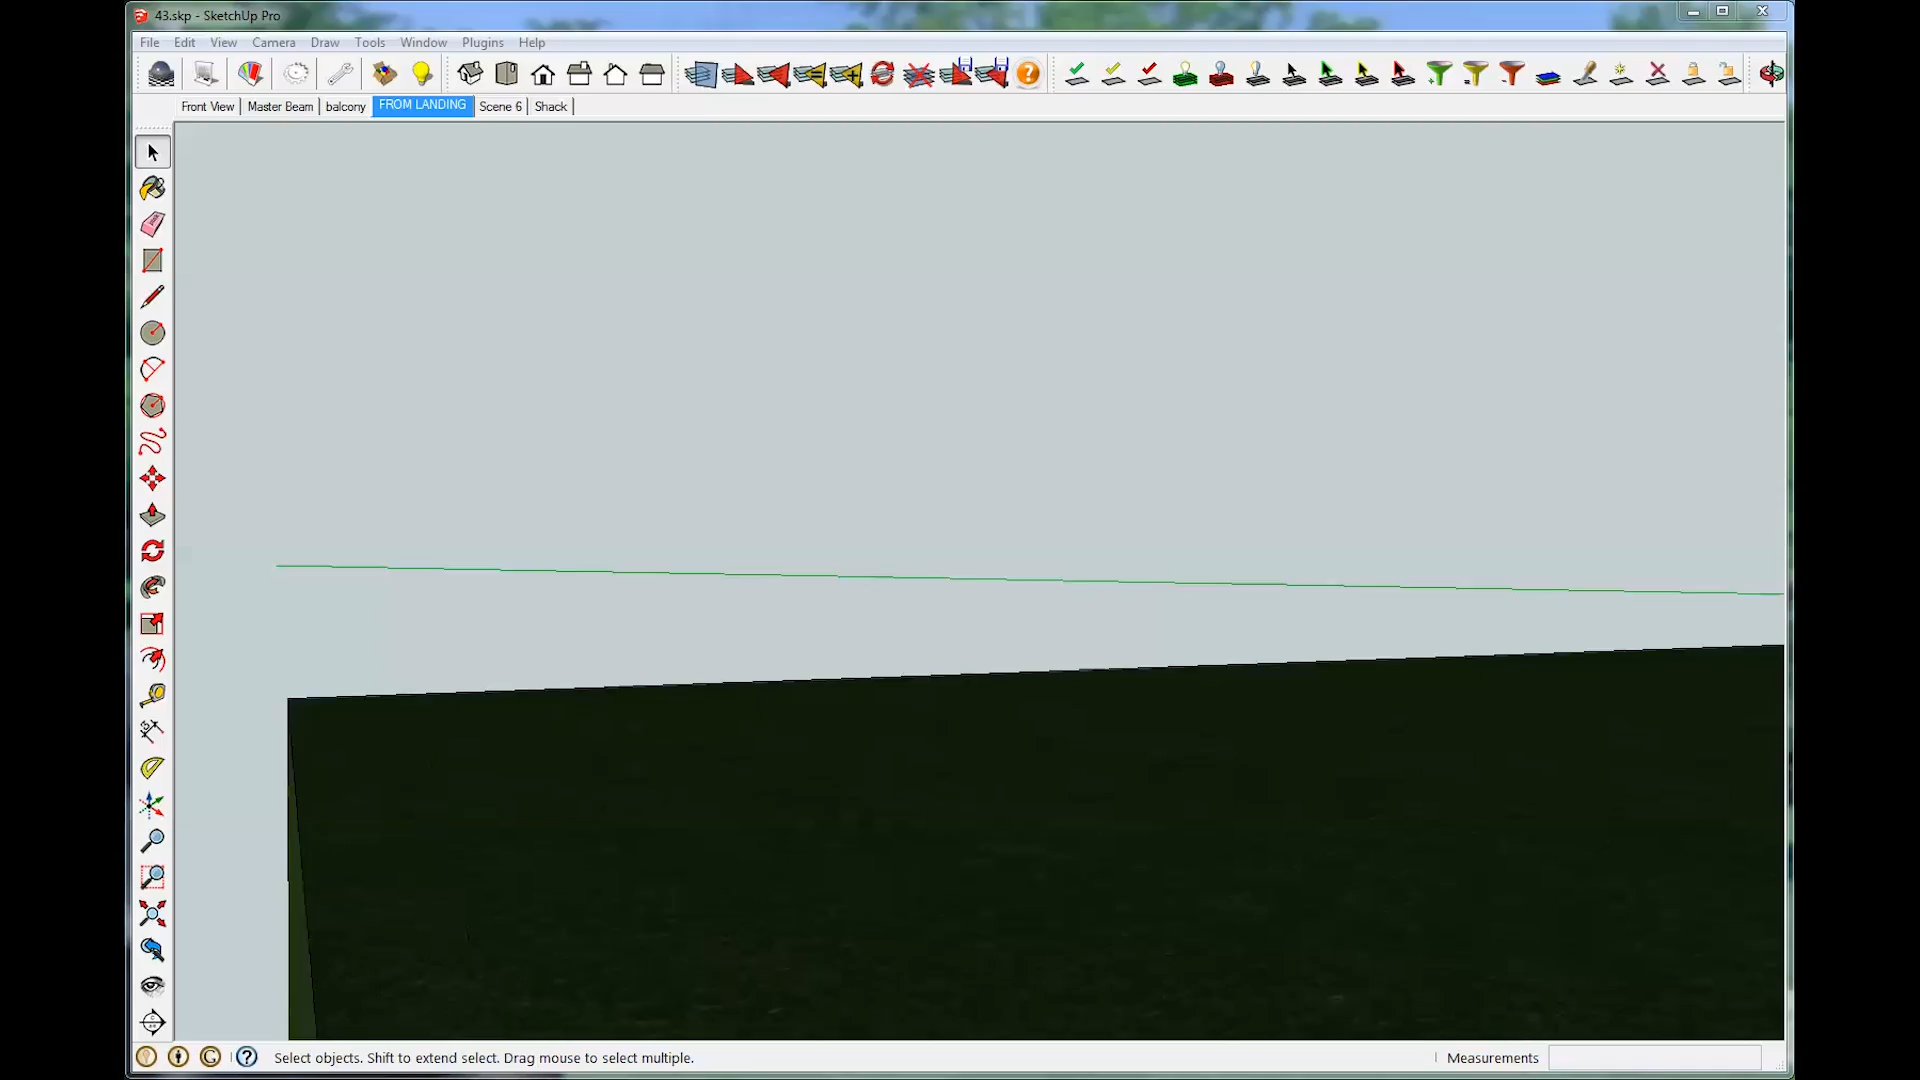 43.skp - SketchUp Pro
File Edit View Camera Draw Tools Window Plugins Help
Front View Master Beam balcony FROM LANDING Scene 6 Shack
Select objects. Shift to extend select. Drag mouse to select multiple.
Measurements